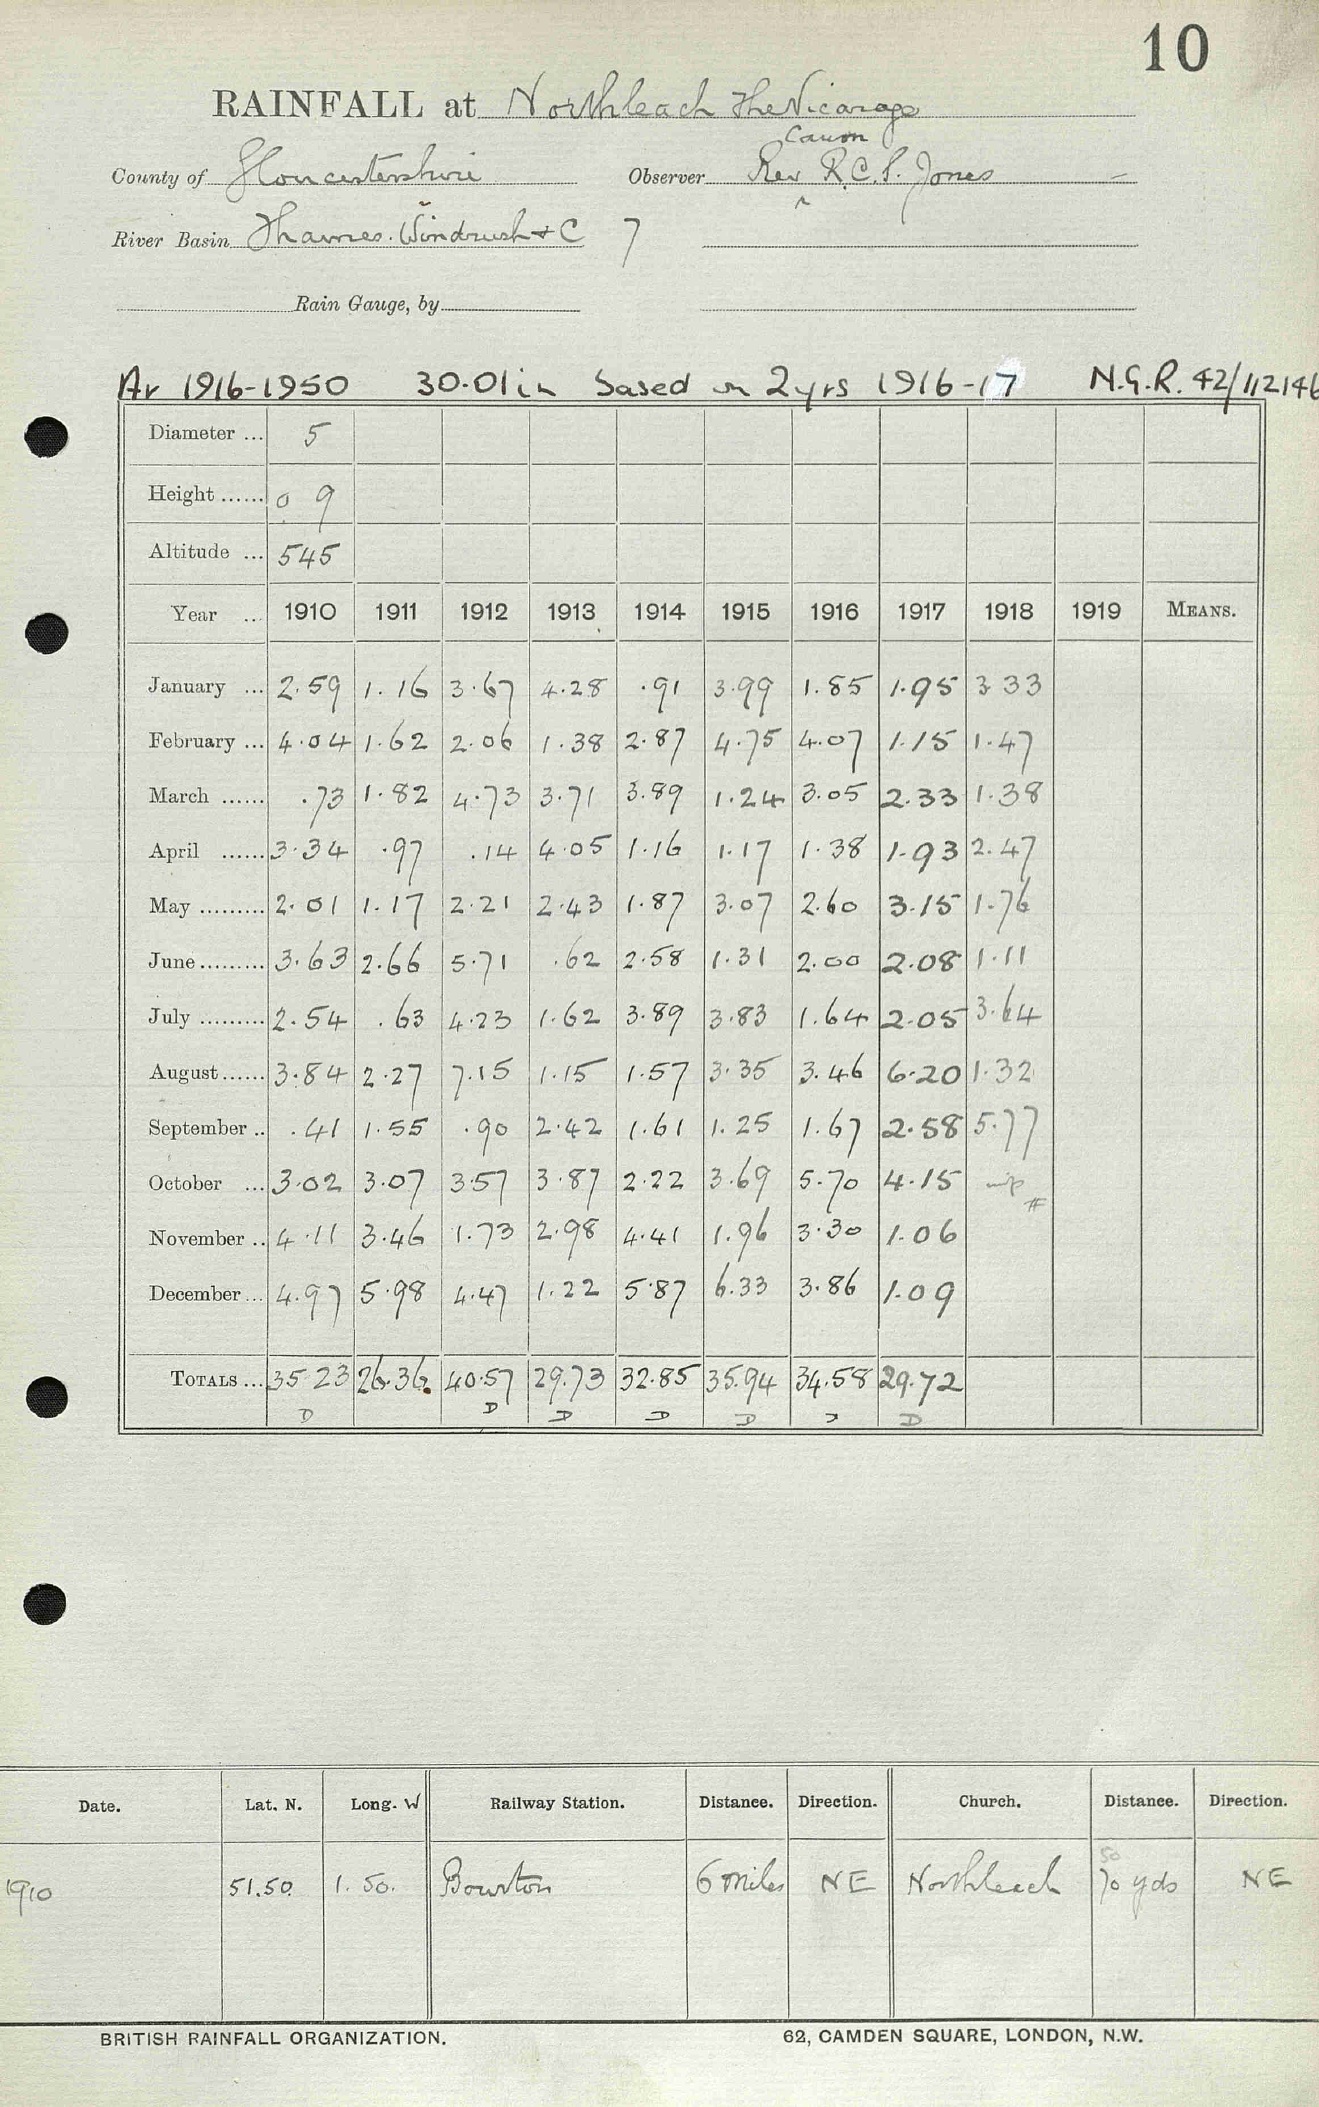 10
RAINFALL at Northleach The Vicarage
Canon
County of Gloucestershire Observer Rev ^ R.C.S. Jones
River Basin Thames. Windrush + C 7
Rain Gauge, by
Av 1916-1950 30.01 in based on 2 yrs 1916-17 N.G.R. 42/112146
Diameter ... 5
Height ...... 0 9
Altitude ... 545
Year ... 1910 1911 1912 1913 1914 1915 1916 1917 1918 1919 MEANS.
January ... 2.59 1.16 3.67 4.28 .91 3.99 1.85 1.95 3 33
February ... 4.04 1.62 2.06 1.38 2.87 4.75 4.07 1.15 1.47
March ...... .73 1.82 4.73 3.71 3.89 1.24 3.05 2.33 1.38
April ...... 3.34 .97 .14 4.05 1.16 1.17 1.38 1.93 2.47
May ......... 2.01 1.17 2.21 2.43 1.87 3.07 2.60 3.15 1.76
June ......... 3.63 2.66 5.71 .62 2.58 1.31 2.00 2.08 1.11
July ......... 2.54 .63 4.23 1.62 3.89 3.83 1.64 2.05 3.64
August ...... 3.84 2.27 7.15 1.15 1.57 3.35 3.46 6.20 1.32
September .. .41 1.55 .90 2.42 1.61 1.25 1.67 2.58 5.77
October ... 3.02 3.07 3.57 3.87 2.22 3.69 5.70 4.15
November .. 4.11 3.46 1.73 2.98 4.41 1.96 3.30 1.06
December ... 4.97 5.98 4.47 1.22 5.87 6.33 3.86 1.09
TOTALS ... 35 23 26.36 40.57 29.73 32.85 35.94 34.58 29.72
D D D D D D D
Date. Lat. N. Long. W Railway Station. Distance. Direction. Church. Distance. Direction.
50
1910 51.50. 1. 50. Bourton 6 miles NE Northleach 70 yds NE
BRITISH RAINFALL ORGANIZATION. 62, CAMDEN SQUARE, LONDON, N.W.